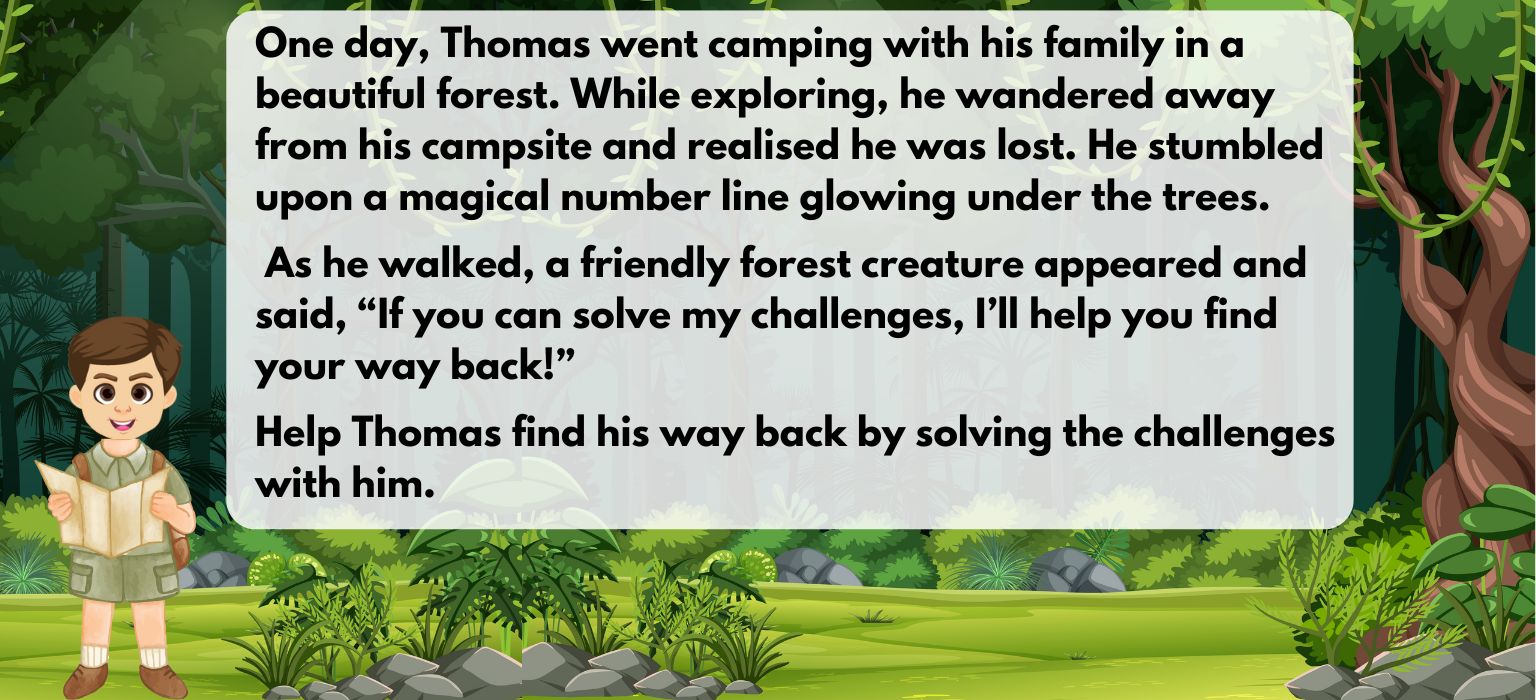 One day, Thomas went camping with his family in a
beautiful forest. While exploring, he wandered away
from his campsite and realised he was lost. He stumbled
upon a magical number line glowing under the trees.
As he walked, a friendly forest creature appeared and
said, “If you can solve my challenges, I’ll help you find
your way back!”
Help Thomas find his way back by solving the challenges
with him.